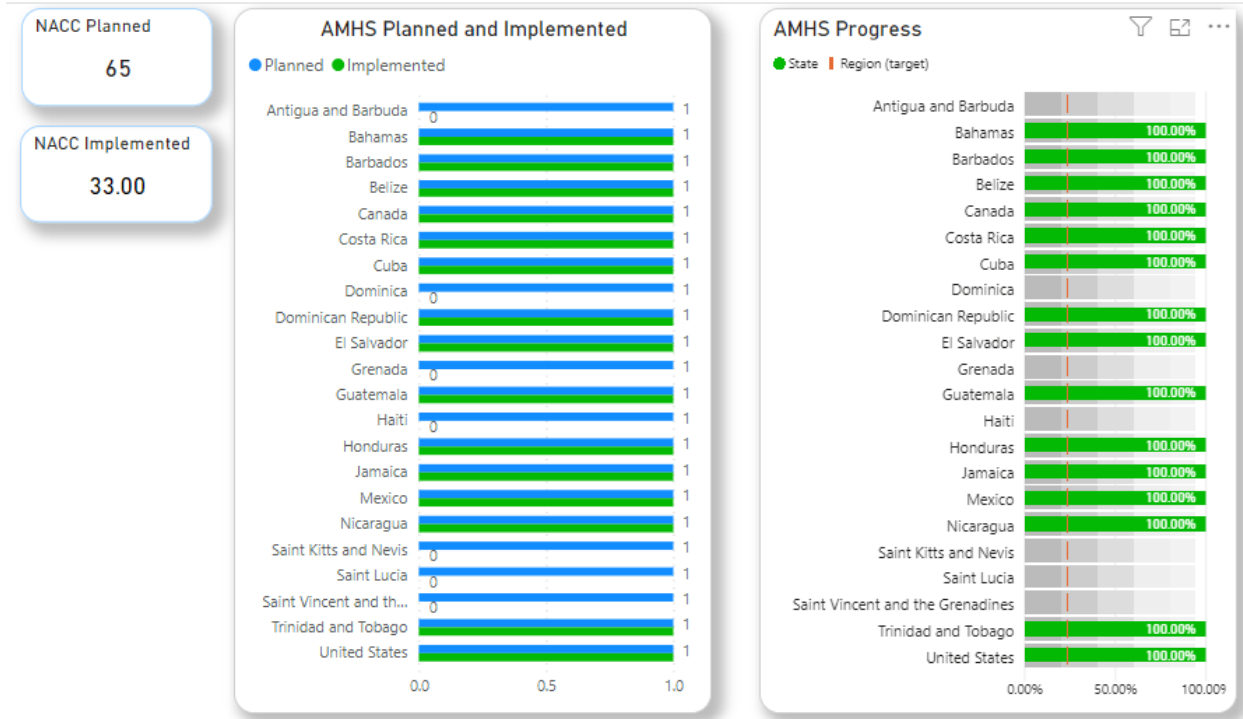 NACC Planned
65
NACC Implemented
33.00
AMHS Planned and Implemented
Planned Implemented
Antigua and Barbuda 0 1
Bahamas 1
Barbados 1
Belize 1
Canada 1
Costa Rica 1
Cuba 1
Dominica 0 1
Dominican Republic 1
El Salvador 1
Grenada 0 1
Guatemala 1
Haiti 0 1
Honduras 1
Jamaica 1
Mexico 1
Nicaragua 1
Saint Kitts and Nevis 0 1
Saint Lucia 0 1
Saint Vincent and th... 0 1
Trinidad and Tobago 1
United States 1
0.0 0.5 1.0
AMHS Progress
State Region (target)
Antigua and Barbuda
Bahamas 100.00%
Barbados 100.00%
Belize 100.00%
Canada 100.00%
Costa Rica 100.00%
Cuba 100.00%
Dominica
Dominican Republic 100.00%
El Salvador 100.00%
Grenada
Guatemala 100.00%
Haiti
Honduras 100.00%
Jamaica 100.00%
Mexico 100.00%
Nicaragua 100.00%
Saint Kitts and Nevis
Saint Lucia
Saint Vincent and the Grenadines
Trinidad and Tobago 100.00%
United States 100.00%
0.00% 50.00%